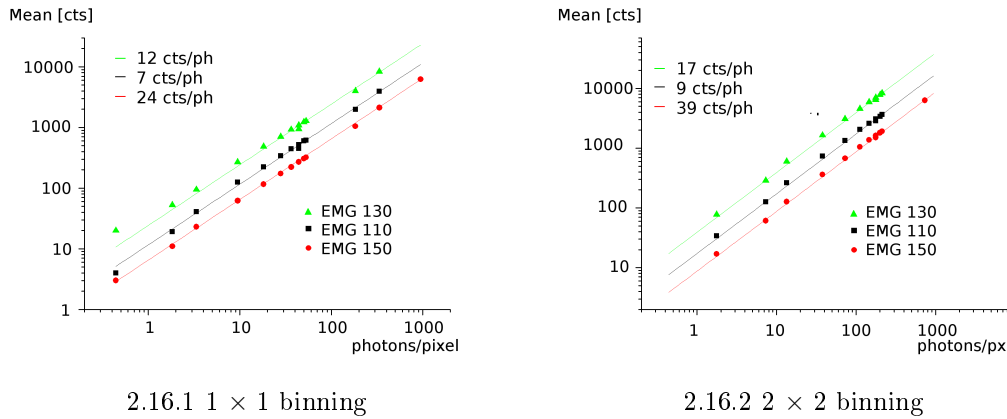 Mean [cts]
12 cts/ph
7 cts/ph
24 cts/ph
10000
1000
100
10
1
EMG 130
EMG 110
EMG 150
1
10
100
1000
photons/pixel
2.16.1 1 × 1 binning
Mean [cts]
17 cts/ph
9 cts/ph
39 cts/ph
10000
1000
100
10
EMG 130
EMG 110
EMG 150
1
10
100
1000
photons/px
2.16.2 2 × 2 binning